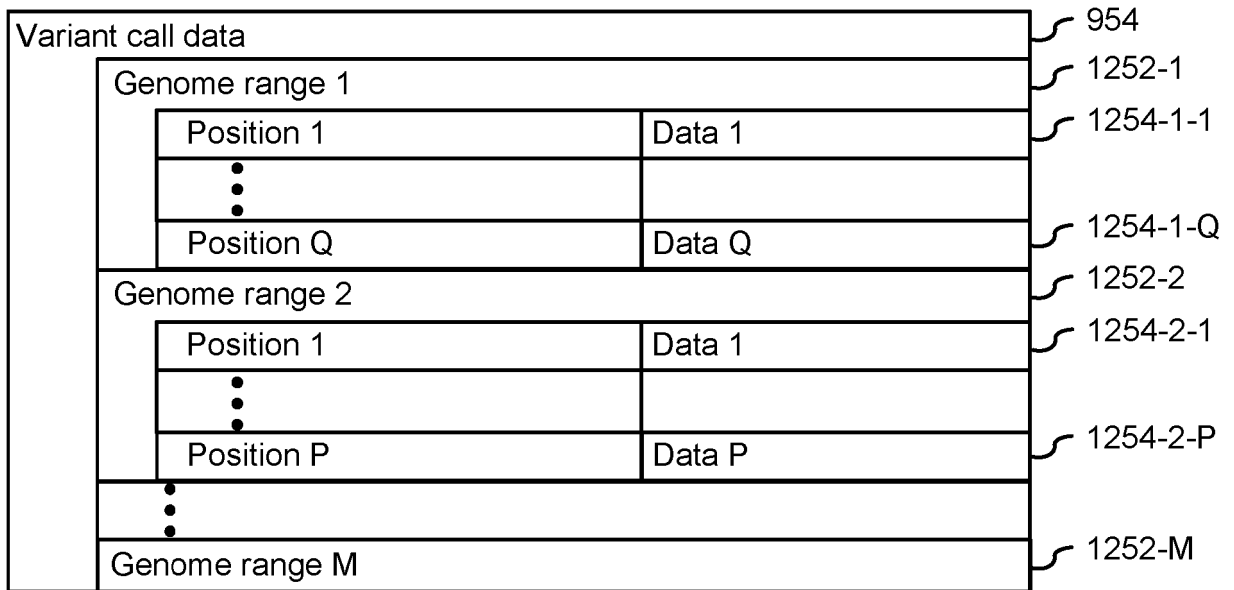 Variant call data 954
Genome range 1 1252-1
Position 1 Data 1 1254-1-1
Position Q Data Q 1254-1-Q
Genome range 2 1252-2
Position 1 Data 1 1254-2-1
Position P Data P 1254-2-P
Genome range M 1252-M